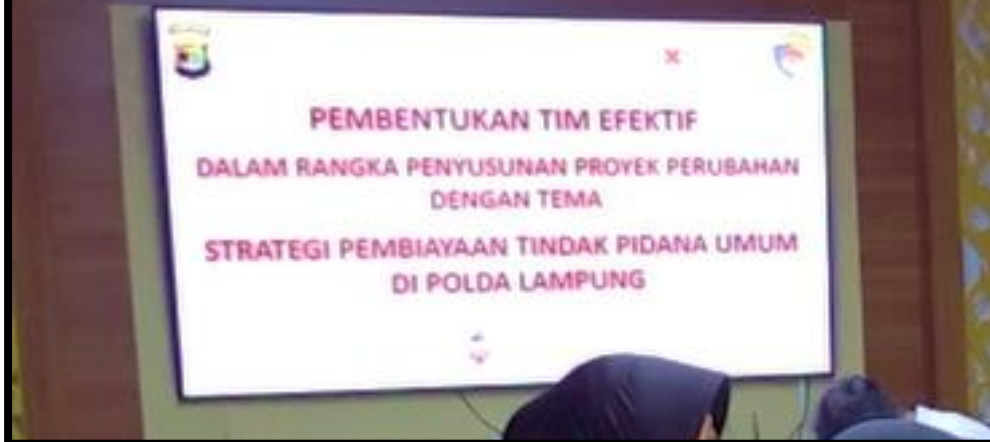 PEMBENTUKAN TIM EFEKTIF
DALAM RANGKA PENYUSUNAN PROYEK PERUBAHAN
DENGAN TEMA
STRATEGI PEMBIAYAAN TINDAK PIDANA UMUM
DI POLDA LAMPUNG